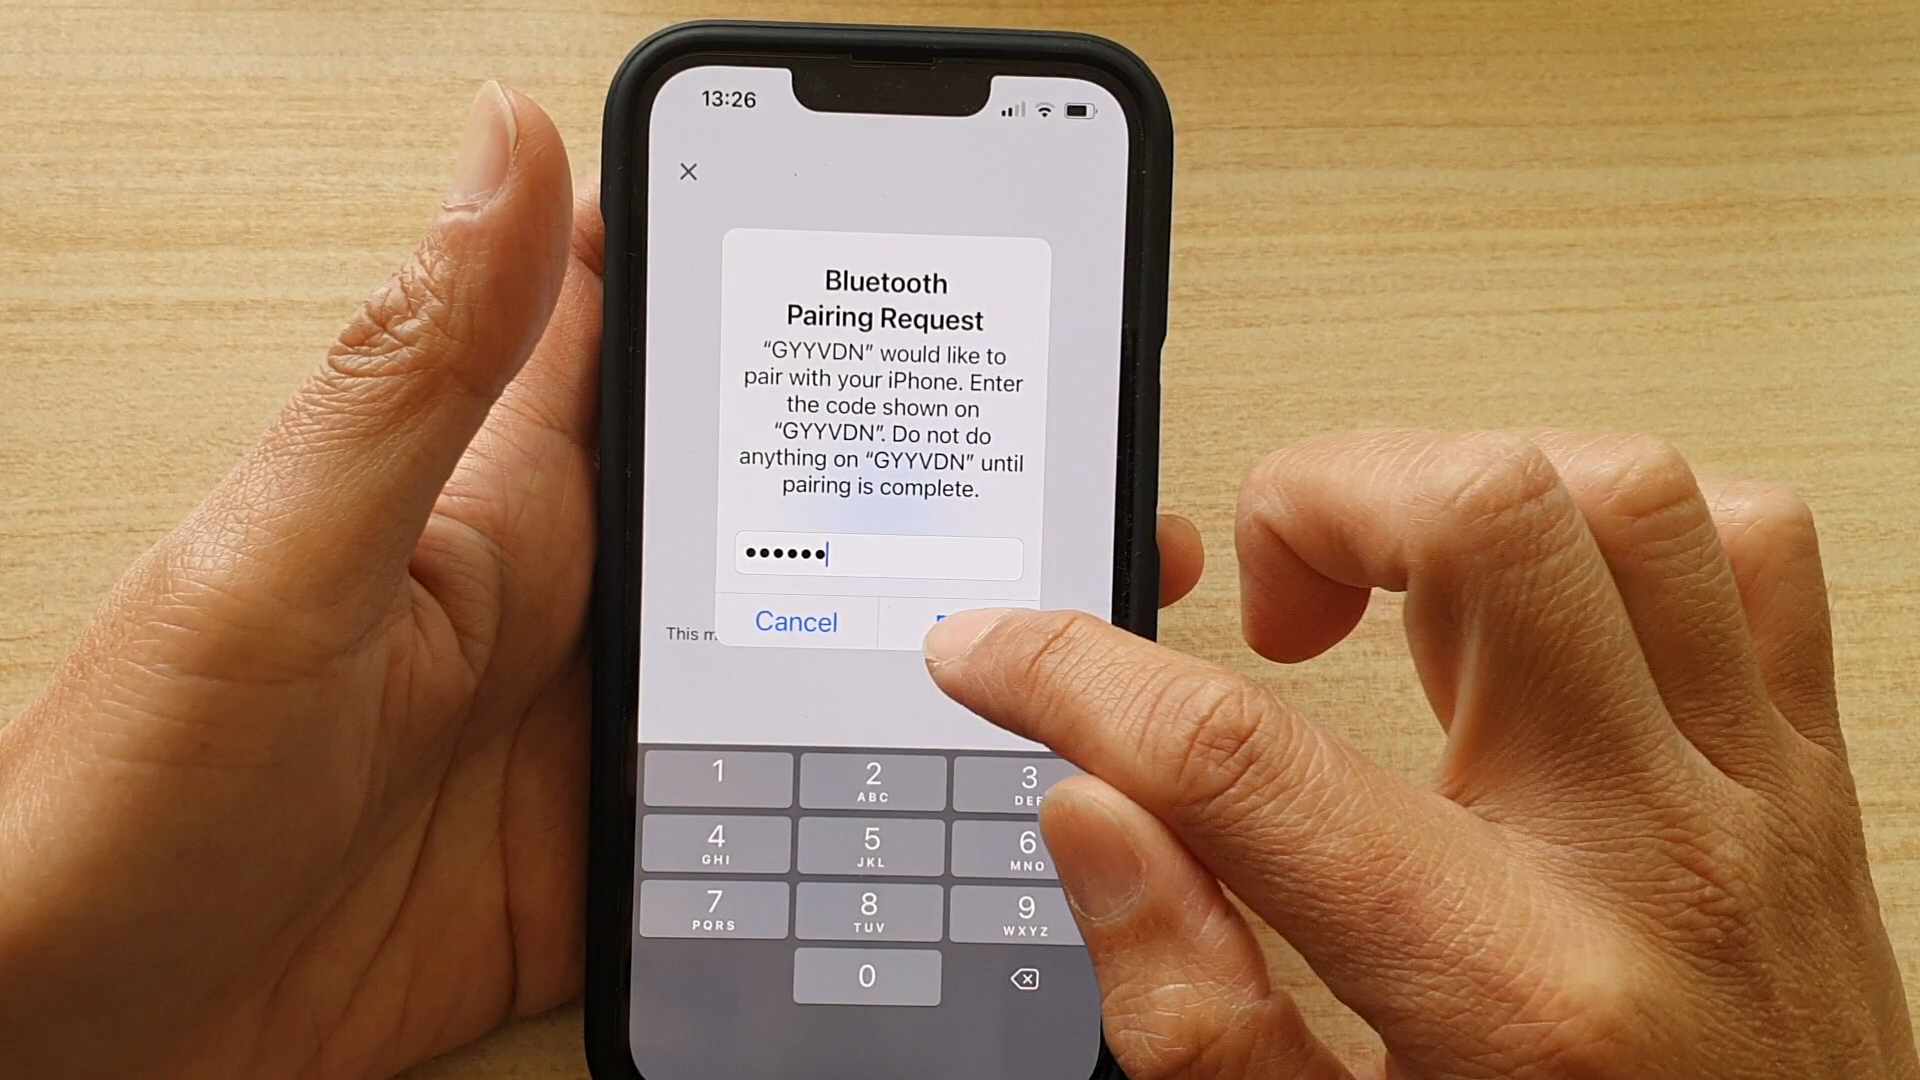 13:26
Bluetooth
Pairing Request
“GYYVDN” would like to
pair with your iPhone. Enter
the code shown on
“GYYVDN”. Do not do
anything on “GYYVDN” until
pairing is complete.
••••••
Cancel
This
1
2
3
ABC
DEF
4
5
6
GHI
JKL
MNO
7
8
9
PQRS
TUV
WXYZ
0